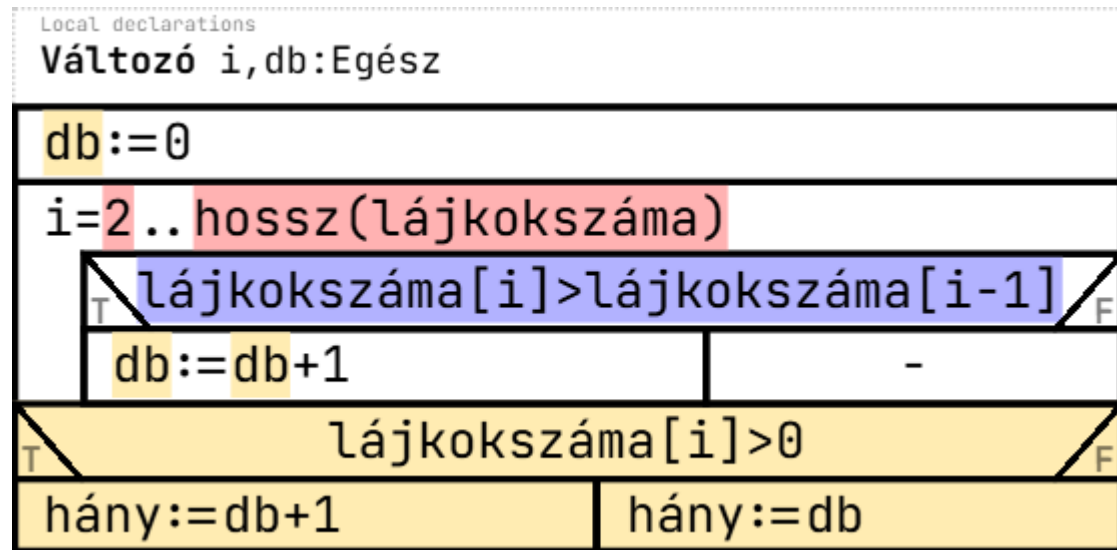 Local declarations
Változó i,db:Egész
db:=0
i=2..hossz(lájkokszáma)
T lájkokszáma[i]>lájkokszáma[i-1] F
db:=db+1 -
T lájkokszáma[i]>0 F
hány:=db+1 hány:=db